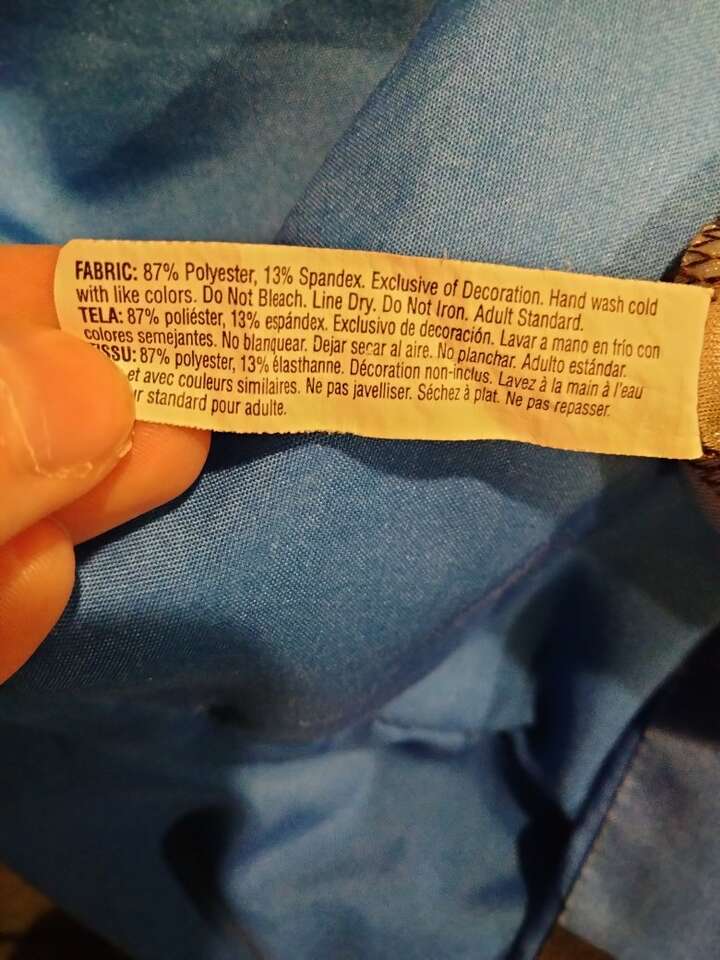 FABRIC: 87% Polyester, 13% Spandex. Exclusive of Decoration. Hand wash cold
with like colors. Do Not Bleach. Line Dry. Do Not Iron. Adult Standard.
TELA: 87% poliéster, 13% espándex. Exclusivo de decoración. Lavar a mano en frío con
colores semejantes. No blanquear. Dejar secar al aire. No planchar. Adulto estándar.
87% polyester, 13% élasthanne. Décoration non-inclus. Lavez à la main à l'eau
et avec couleurs similaires. Ne pas javelliser. Séchez à plat. Ne pas repasser.
standard pour adulte.